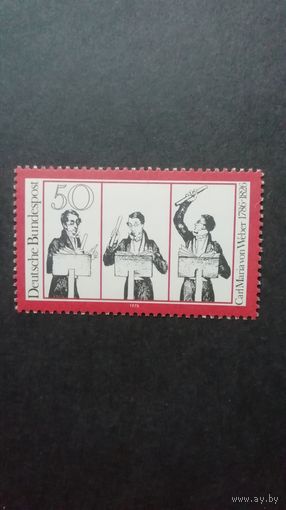 Deutsche Bundespost
50
Carl Maria von Weber 1786-1826
1976
www.ay.by